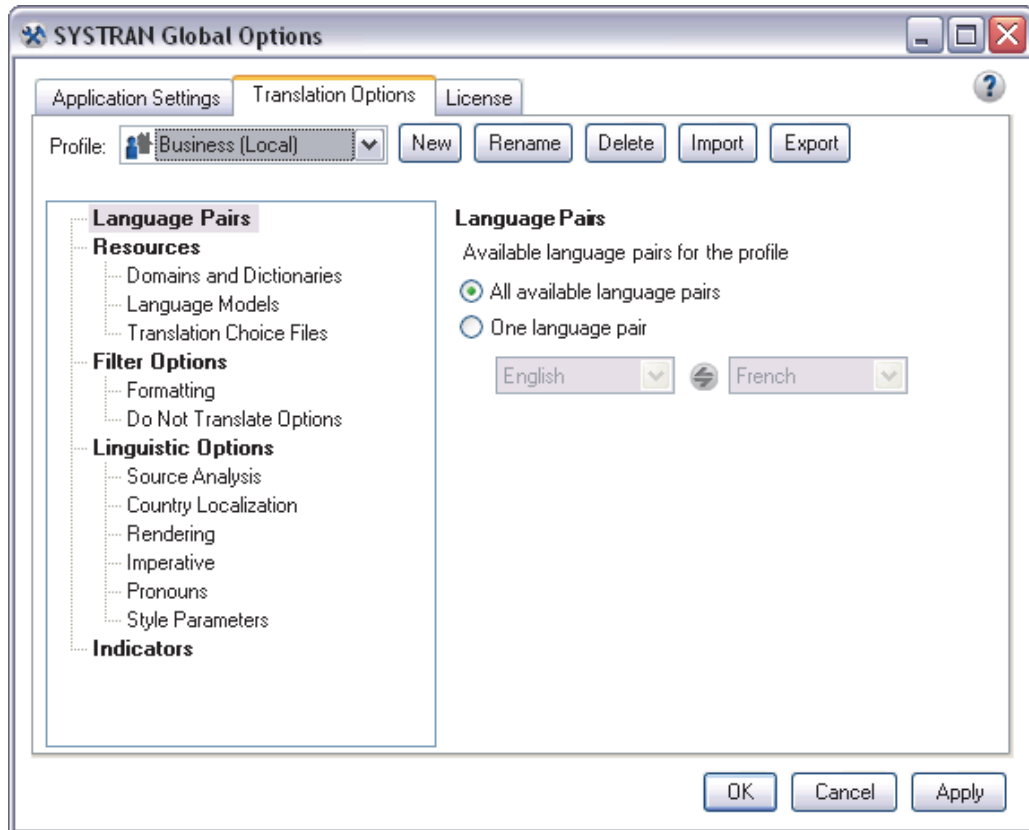 SYSTRAN Global Options
Application Settings Translation Options License
Profile: Business (Local) New Rename Delete Import Export
Language Pairs
Resources
Domains and Dictionaries
Language Models
Translation Choice Files
Filter Options
Formatting
Do Not Translate Options
Linguistic Options
Source Analysis
Country Localization
Rendering
Imperative
Pronouns
Style Parameters
Indicators
Language Pairs
Available language pairs for the profile
All available language pairs
One language pair
English French
OK Cancel Apply